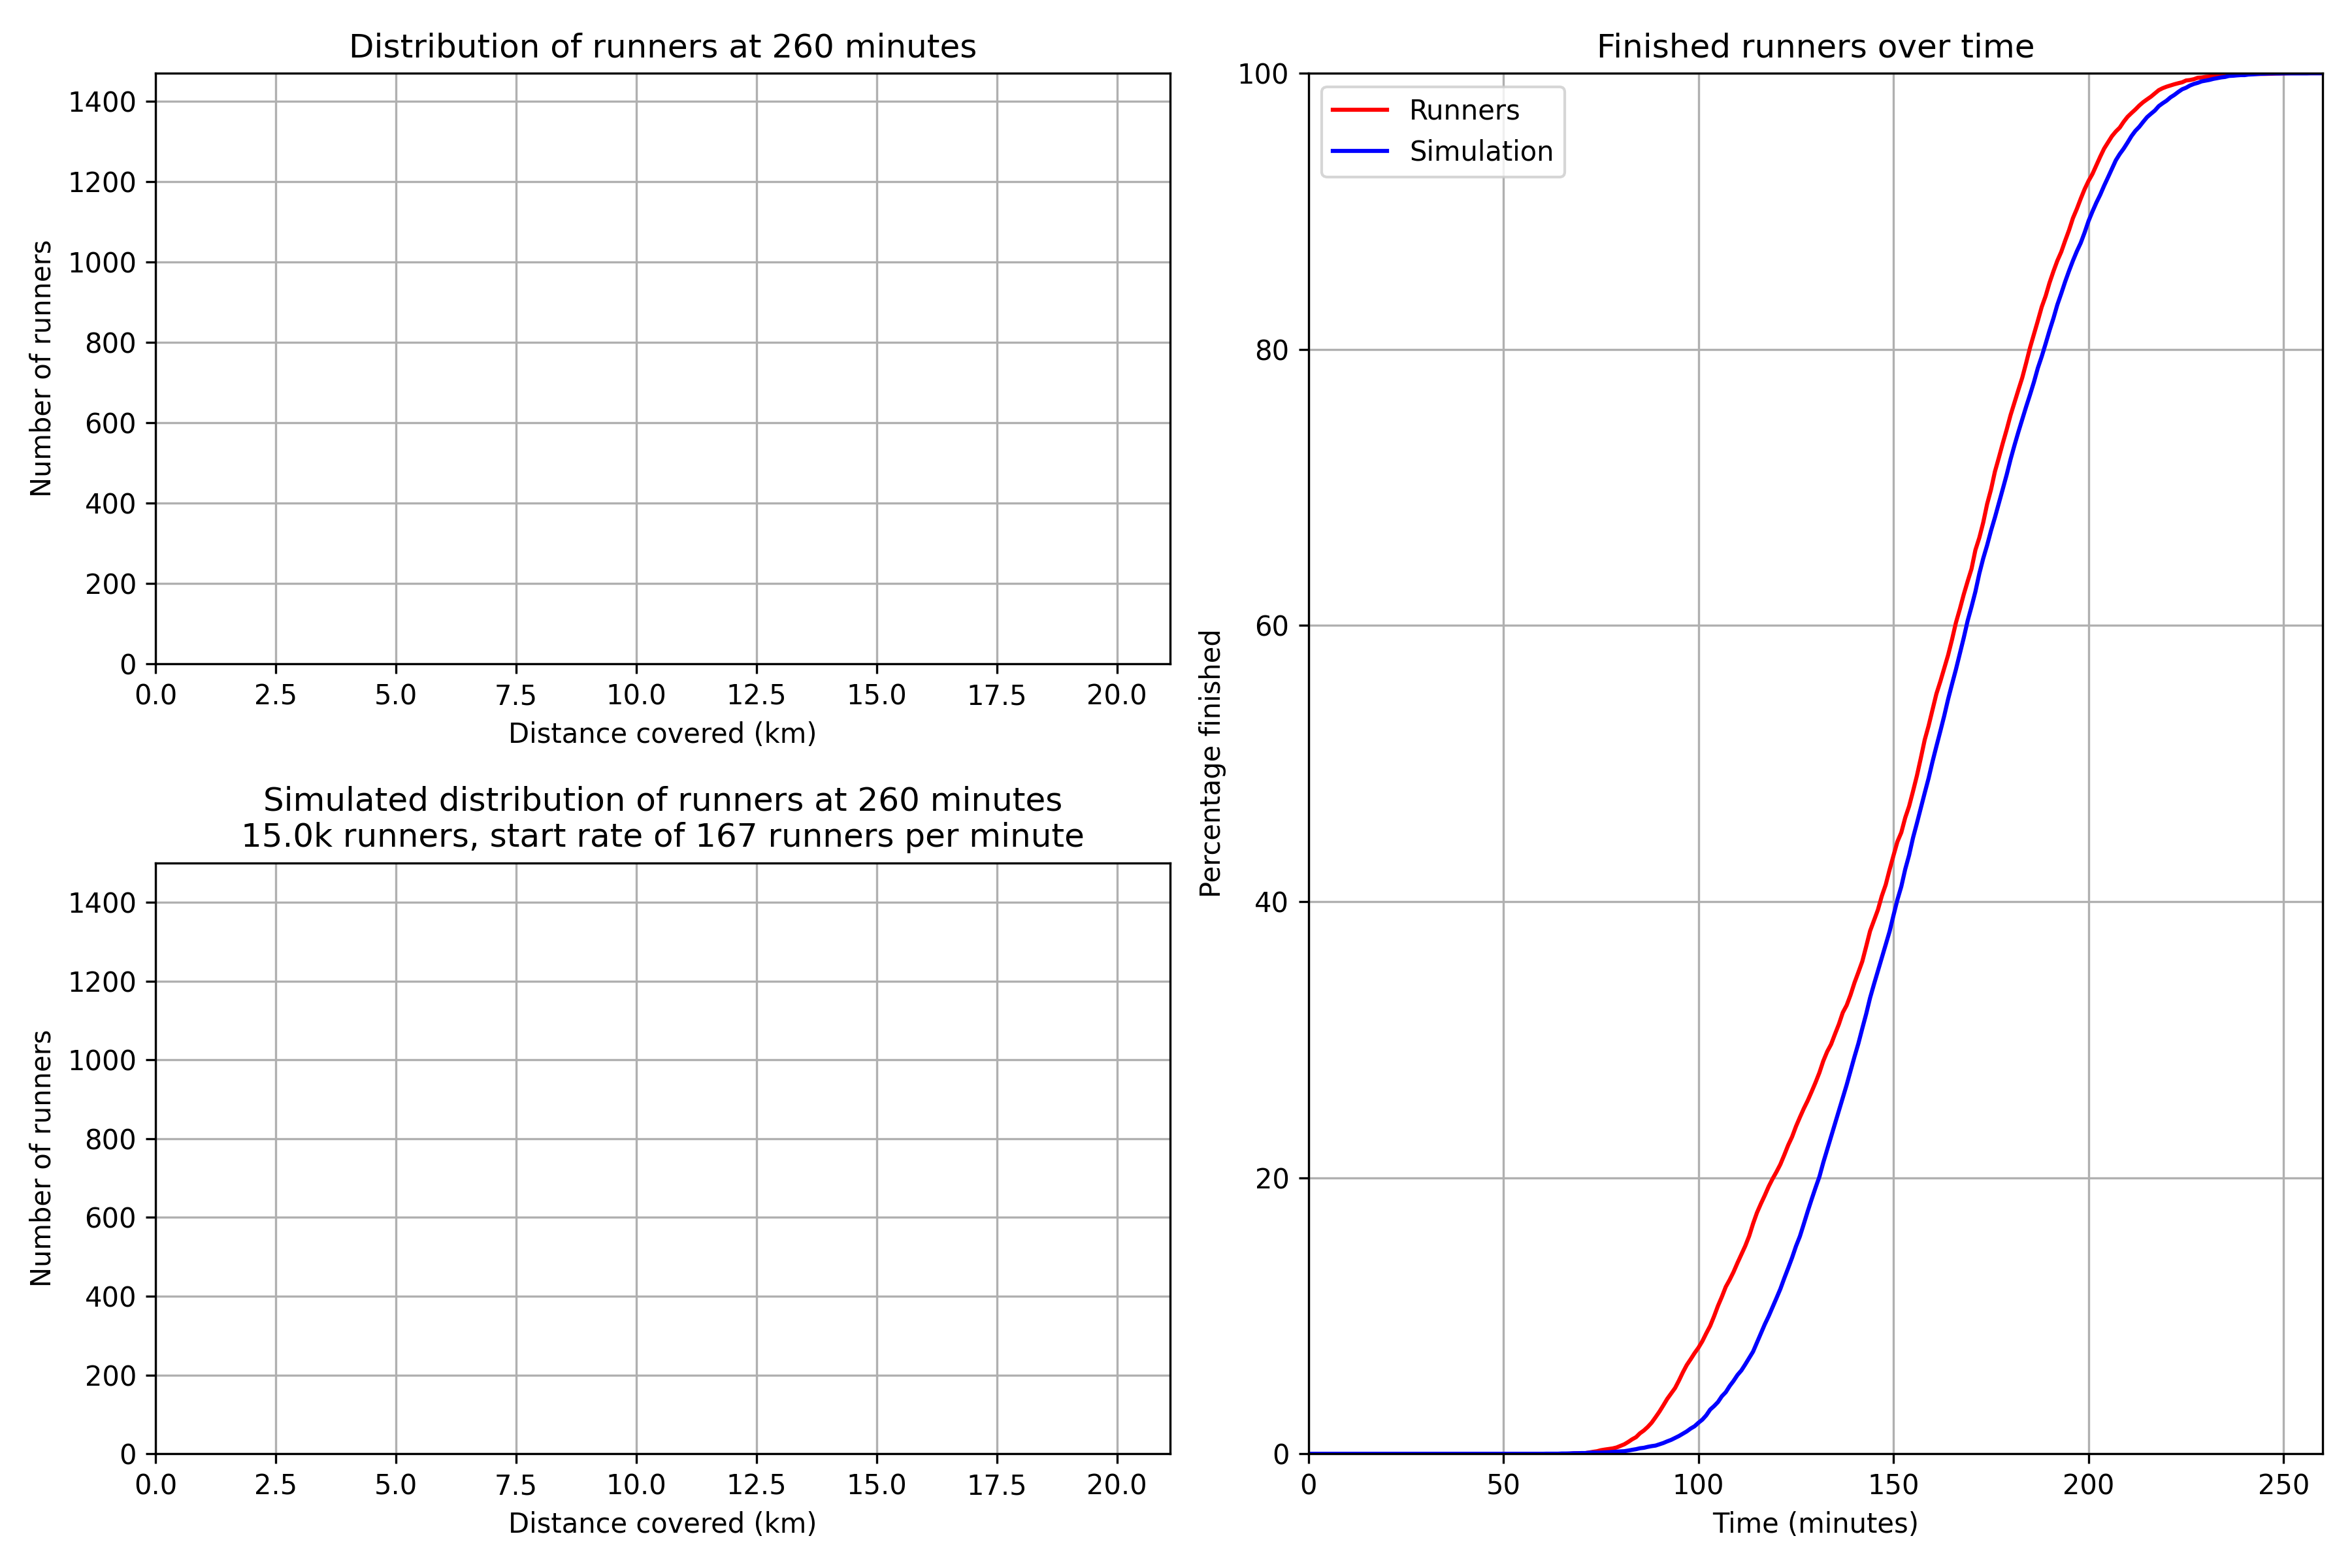 Distribution of runners at 260 minutes
1400
1200
1000
800
600
400
200
0
Number of runners
0.0 2.5 5.0 7.5 10.0 12.5 15.0 17.5 20.0
Distance covered (km)
Simulated distribution of runners at 260 minutes
15.0k runners, start rate of 167 runners per minute
1400
1200
1000
800
600
400
200
0
Number of runners
0.0 2.5 5.0 7.5 10.0 12.5 15.0 17.5 20.0
Distance covered (km)
Finished runners over time
Runners
Simulation
100
80
60
40
20
0
Percentage finished
0 50 100 150 200 250
Time (minutes)